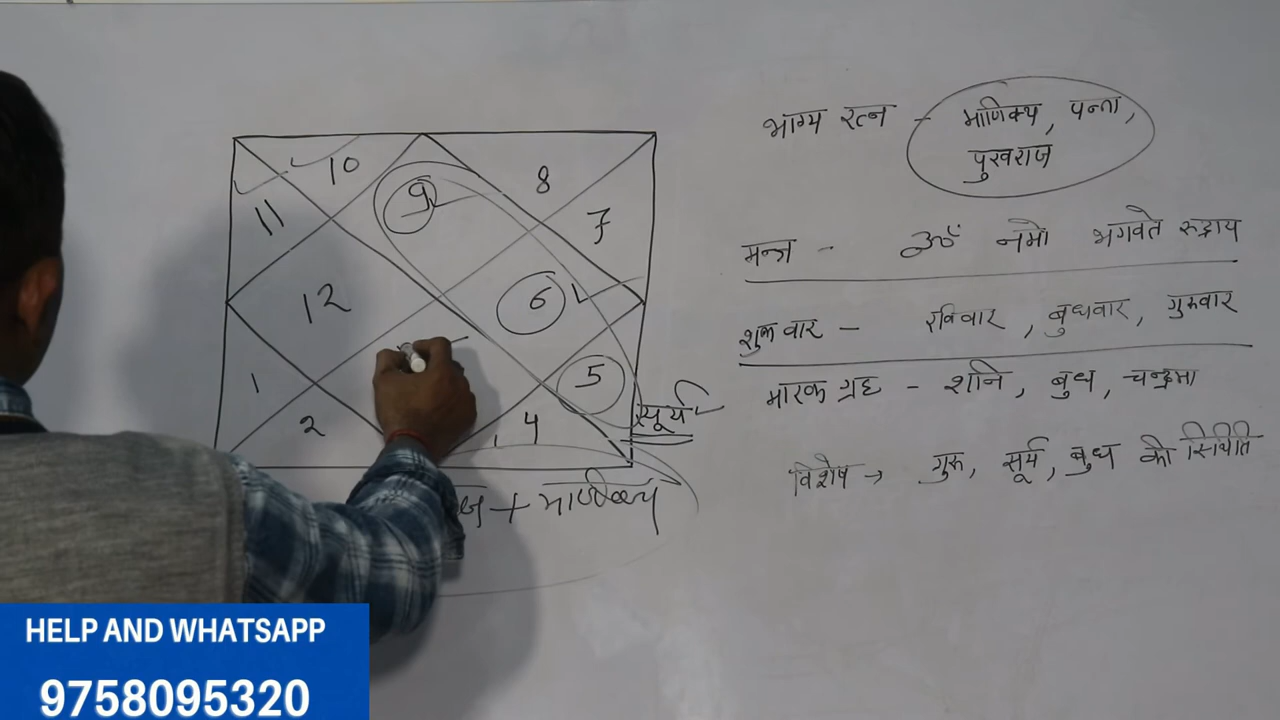 भाग्य रत्न - माणिक्य, पन्ना,
पुखराज
मन्त्र - ॐ नमो भगवते रुद्राय
शुभ वार - रविवार, बुधवार, गुरुवार
मारक ग्रह - शनि, बुध, चन्द्रमा
विशेष → गुरु, सूर्य, बुध की स्थिति
10
9
8
11
7
12
6
1
5
2
4
सूर्य
+ माणिक्य
HELP AND WHATSAPP
9758095320